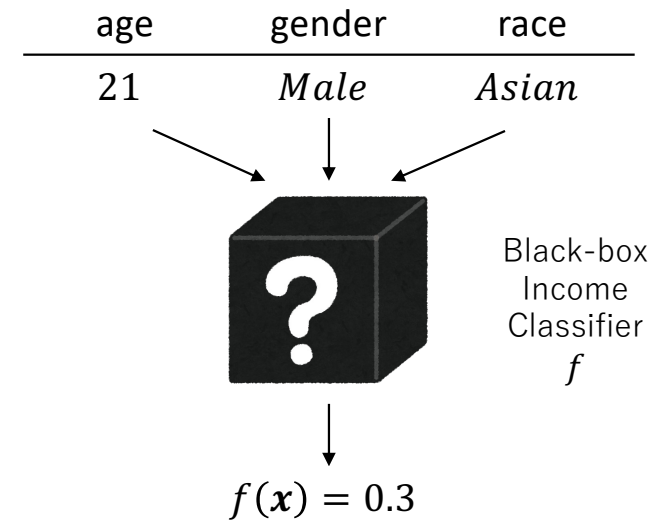 age gender race
21 Male Asian
?
Black-box
Income
Classifier
f
f(x) = 0.3